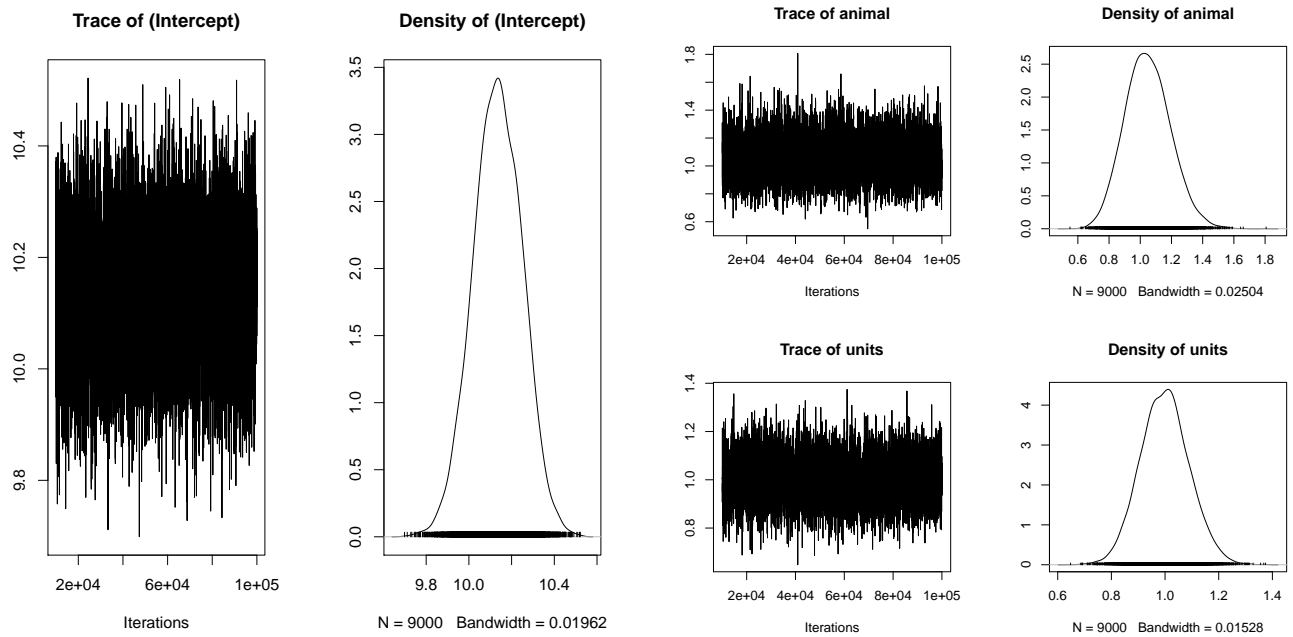 Trace of (Intercept)
9.8 10.0 10.2 10.4
2e+04 6e+04 1e+05
Iterations
Density of (Intercept)
0.0 0.5 1.0 1.5 2.0 2.5 3.0 3.5
9.8 10.0 10.4
N = 9000 Bandwidth = 0.01962
Trace of animal
0.6 1.0 1.4 1.8
2e+04 4e+04 6e+04 8e+04 1e+05
Iterations
Density of animal
0.0 0.5 1.0 1.5 2.0 2.5
0.6 0.8 1.0 1.2 1.4 1.6 1.8
N = 9000 Bandwidth = 0.02504
Trace of units
0.8 1.0 1.2 1.4
2e+04 4e+04 6e+04 8e+04 1e+05
Iterations
Density of units
0 1 2 3 4
0.6 0.8 1.0 1.2 1.4
N = 9000 Bandwidth = 0.01528